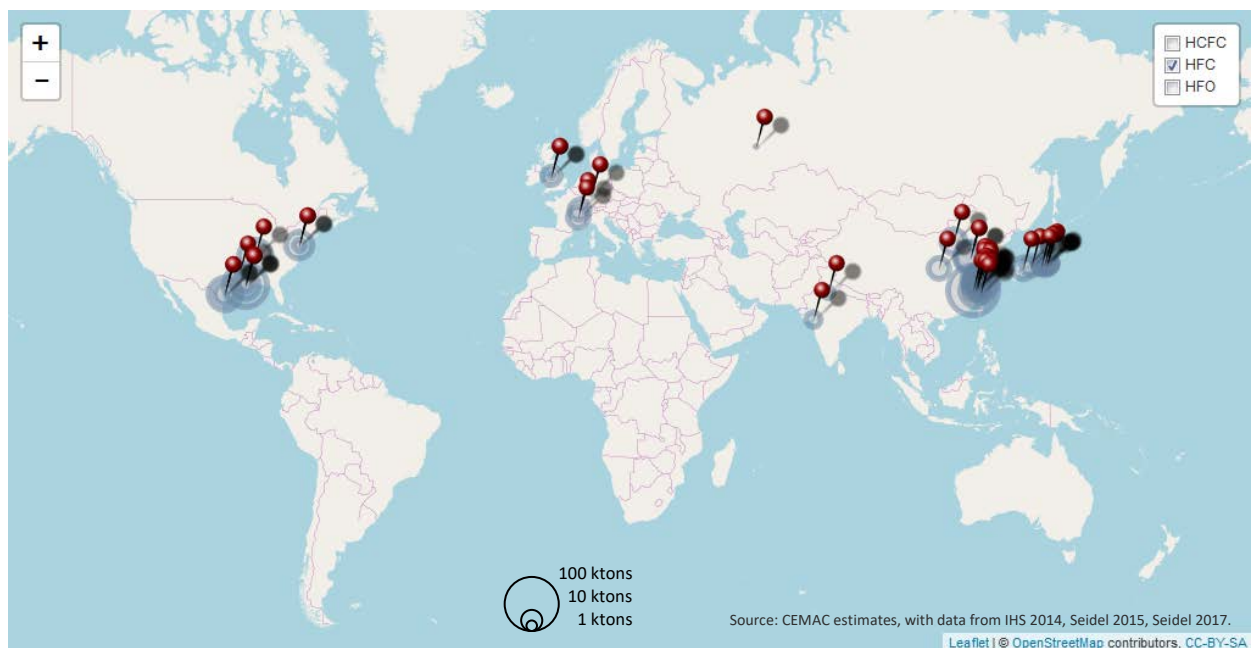 +
−
HCFC
HFC
HFO
100 ktons
10 ktons
1 ktons
Source: CEMAC estimates, with data from IHS 2014, Seidel 2015, Seidel 2017.
Leaflet | © OpenStreetMap contributors, CC-BY-SA